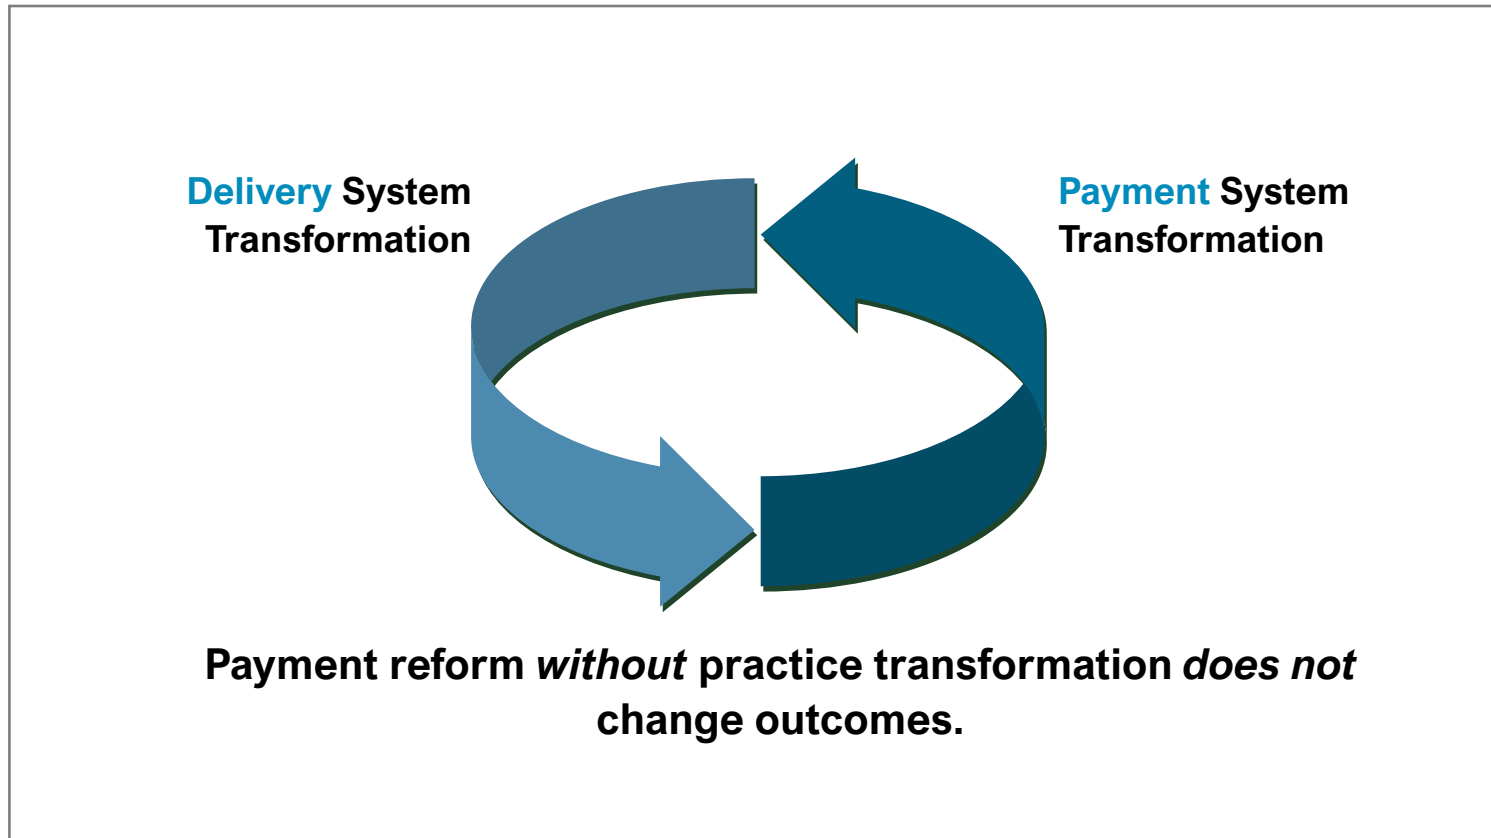 Delivery System
Transformation
Payment System
Transformation
Payment reform without practice transformation does not
change outcomes.